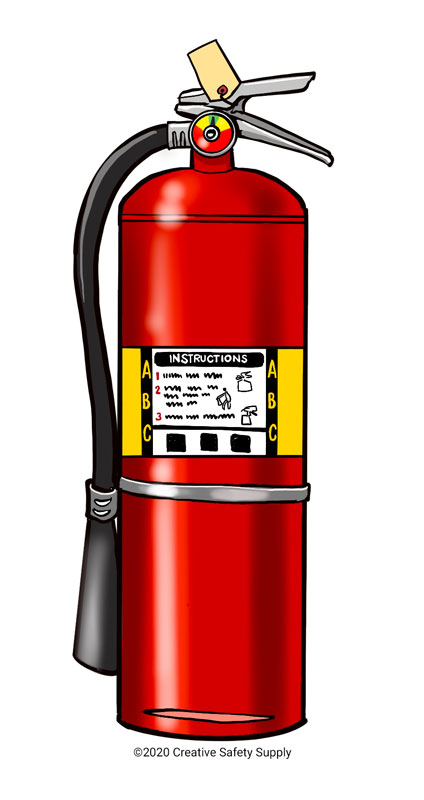 INSTRUCTIONS
A A
1
2
B B
3
C C
©2020 Creative Safety Supply